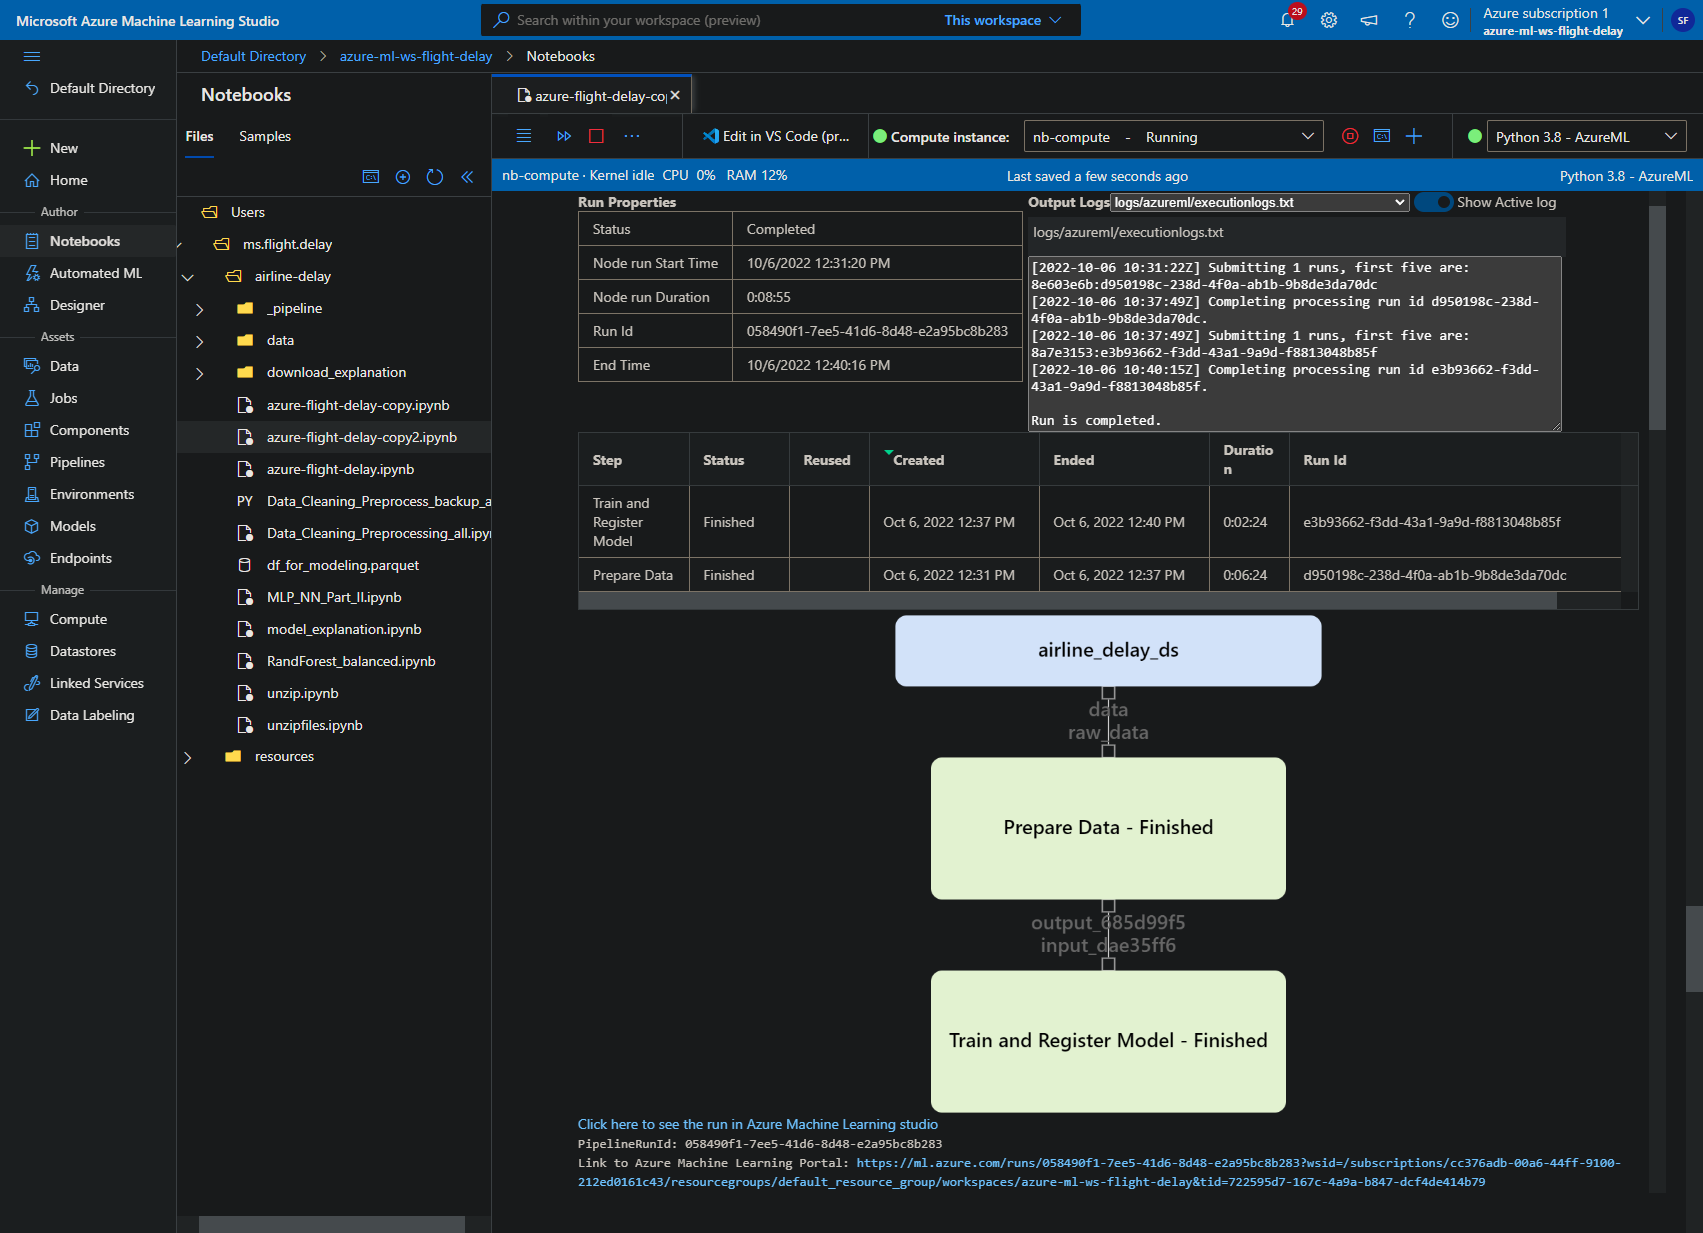 Microsoft Azure Machine Learning Studio
Search within your workspace (preview)
This workspace
29
Azure subscription 1
azure-ml-ws-flight-delay
SF
Default Directory
Default Directory > azure-ml-ws-flight-delay > Notebooks
New
Home
Author
Notebooks
Automated ML
Designer
Assets
Data
Jobs
Components
Pipelines
Environments
Models
Endpoints
Manage
Compute
Datastores
Linked Services
Data Labeling
Notebooks
Files
Samples
Users
ms.flight.delay
airline-delay
_pipeline
data
download_explanation
azure-flight-delay-copy.ipynb
azure-flight-delay-copy2.ipynb
azure-flight-delay.ipynb
PY Data_Cleaning_Preprocess_backup_a
Data_Cleaning_Preprocessing_all.ipyn
df_for_modeling.parquet
MLP_NN_Part_II.ipynb
model_explanation.ipynb
RandForest_balanced.ipynb
unzip.ipynb
unzipfiles.ipynb
resources
azure-flight-delay-co
Edit in VS Code (pr...
Compute instance:
nb-compute - Running
Python 3.8 - AzureML
nb-compute · Kernel idle CPU 0% RAM 12%
Last saved a few seconds ago
Python 3.8 - AzureML
Run Properties
Status Completed
Node run Start Time 10/6/2022 12:31:20 PM
Node run Duration 0:08:55
Run Id 058490f1-7ee5-41d6-8d48-e2a95bc8b283
End Time 10/6/2022 12:40:16 PM
Output Logs logs/azureml/executionlogs.txt Show Active log
logs/azureml/executionlogs.txt
[2022-10-06 10:31:22Z] Submitting 1 runs, first five are:
8e603e6b:d950198c-238d-4f0a-ab1b-9b8de3da70dc
[2022-10-06 10:37:49Z] Completing processing run id d950198c-238d-
4f0a-ab1b-9b8de3da70dc.
[2022-10-06 10:37:49Z] Submitting 1 runs, first five are:
8a7e3153:e3b93662-f3dd-43a1-9a9d-f8813048b85f
[2022-10-06 10:40:15Z] Completing processing run id e3b93662-f3dd-
43a1-9a9d-f8813048b85f.
Run is completed.
Step Status Reused Created Ended Duration Run Id
Train and Register Model Finished Oct 6, 2022 12:37 PM Oct 6, 2022 12:40 PM 0:02:24 e3b93662-f3dd-43a1-9a9d-f8813048b85f
Prepare Data Finished Oct 6, 2022 12:31 PM Oct 6, 2022 12:37 PM 0:06:24 d950198c-238d-4f0a-ab1b-9b8de3da70dc
airline_delay_ds
data
raw_data
Prepare Data - Finished
output_685d99f5
input_dae35ff6
Train and Register Model - Finished
Click here to see the run in Azure Machine Learning studio
PipelineRunId: 058490f1-7ee5-41d6-8d48-e2a95bc8b283
Link to Azure Machine Learning Portal: https://ml.azure.com/runs/058490f1-7ee5-41d6-8d48-e2a95bc8b283?wsid=/subscriptions/cc376adb-00a6-44ff-9100-
212ed0161c43/resourcegroups/default_resource_group/workspaces/azure-ml-ws-flight-delay&tid=722595d7-167c-4a9a-b847-dcf4de414b79